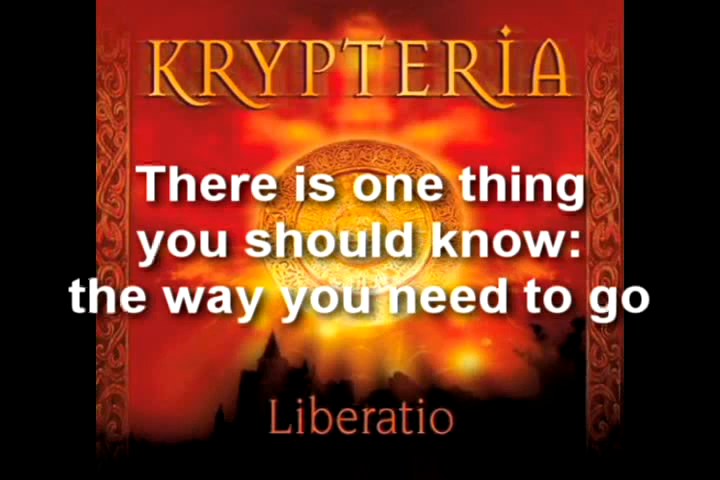 KRYPTERIA
There is one thing
you should know:
the way you need to go
Liberatio